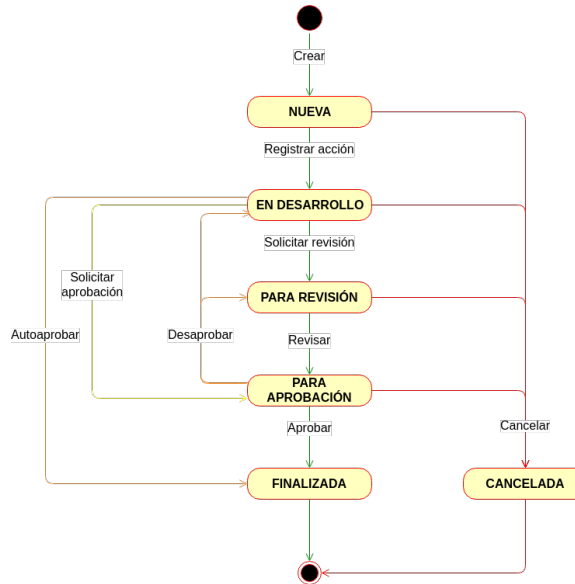 Crear
NUEVA
Registrar acción
EN DESARROLLO
Solicitar revisión
Solicitar
aprobación
PARA REVISIÓN
Autoaprobar
Desaprobar
Revisar
PARA
APROBACIÓN
Aprobar
Cancelar
FINALIZADA
CANCELADA